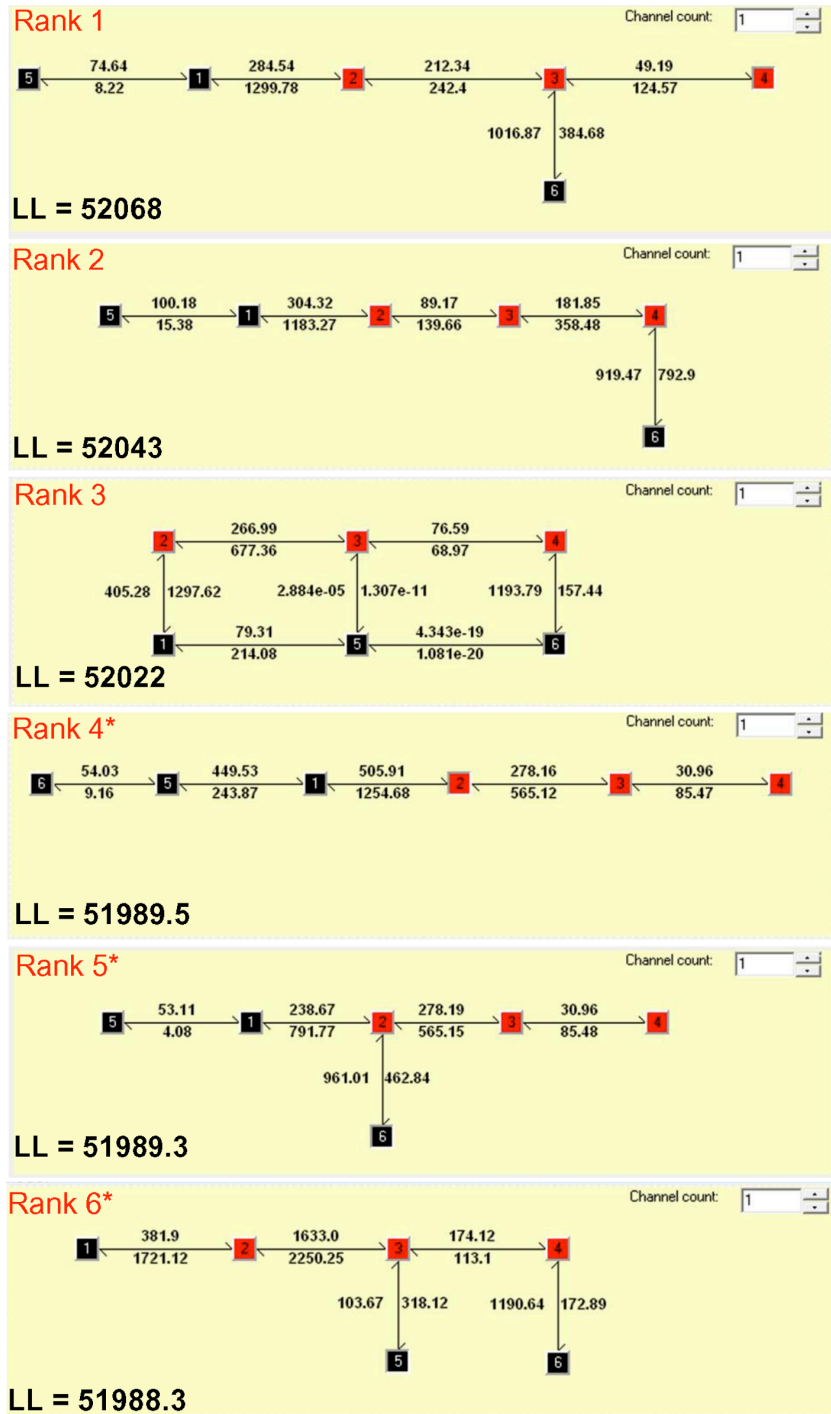 Rank 1
Channel count: 1
74.64 284.54 212.34 49.19
5 1 2 3 4
8.22 1299.78 242.4 124.57
1016.87 384.68
6
LL = 52068
Rank 2
Channel count: 1
100.18 304.32 89.17 181.85
5 1 2 3 4
15.38 1183.27 139.66 358.48
919.47 792.9
6
LL = 52043
Rank 3
Channel count: 1
266.99 76.59
2 3 4
677.36 68.97
405.28 1297.62 2.884e-05 1.307e-11 1193.79 157.44
79.31 4.343e-19
1 5 6
214.08 1.081e-20
LL = 52022
Rank 4*
Channel count: 1
54.03 449.53 505.91 278.16 30.96
6 5 1 2 3 4
9.16 243.87 1254.68 565.12 85.47
LL = 51989.5
Rank 5*
Channel count: 1
53.11 238.67 278.19 30.96
5 1 2 3 4
4.08 791.77 565.15 85.48
961.01 462.84
6
LL = 51989.3
Rank 6*
Channel count: 1
381.9 1633.0 174.12
1 2 3 4
1721.12 2250.25 113.1
103.67 318.12 1190.64 172.89
5 6
LL = 51988.3